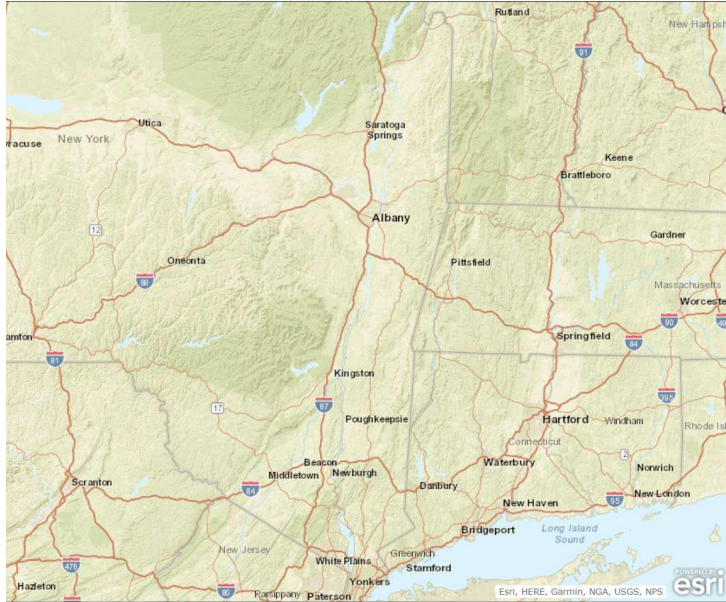 Rutland
New Hampsh
91
Utica
New York
racuse
Saratoga
Springs
Keene
Brattleboro
12
Albany
Gardner
Oneonta
Pittsfield
88
Massachusetts
Worceste
90
amton
Springfield
84
81
Kingston
395
87
17
Poughkeepsie
Hartford
Windham
Rhode Isl
Connecticut
2
Beacon
Waterbury
Norwich
Middletown
Newburgh
Scranton
84
Danbury
New London
95
New Haven
Bridgeport
Long Island
Sound
New Jersey
Greenwich
White Plains
Stamford
476
Yonkers
Hazleton
80
Parsippany
Paterson
Esri, HERE, Garmin, NGA, USGS, NPS
POWERED BY
esri